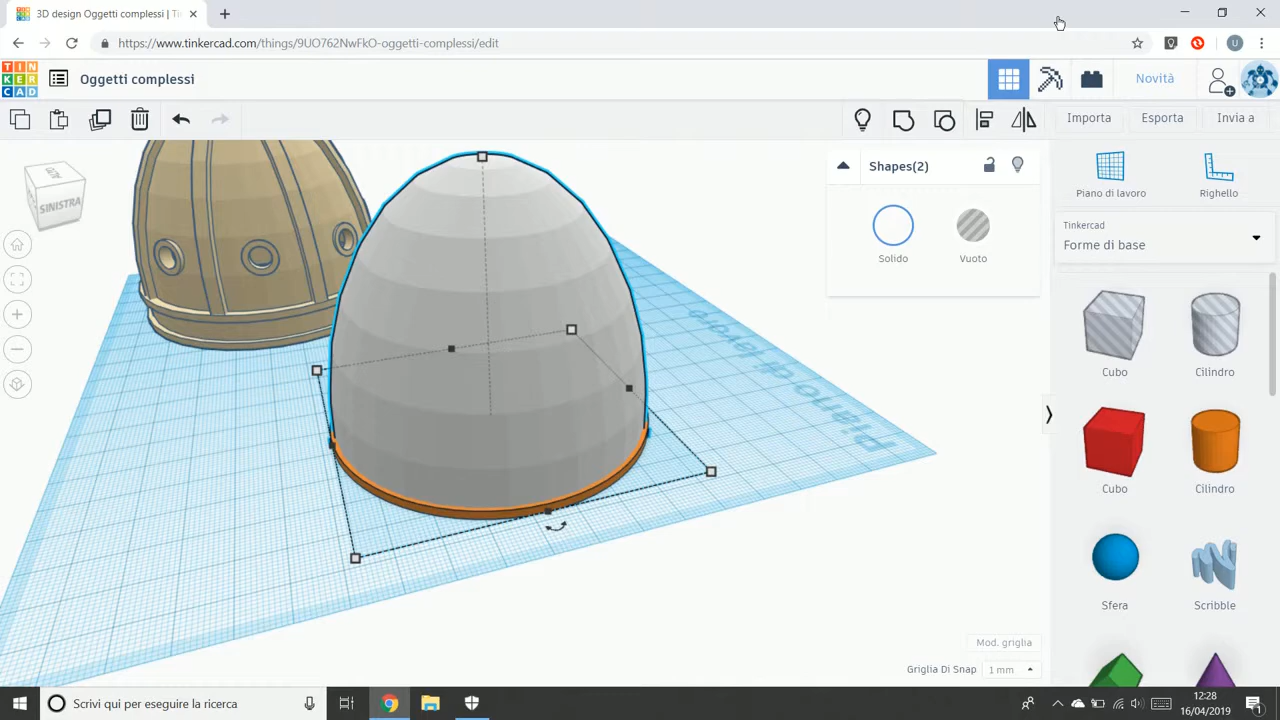 3D design Oggetti complessi | Ti
https://www.tinkercad.com/things/9UO762NwFkO-oggetti-complessi/edit
TIN
KER
CAD
Oggetti complessi
Novità
Importa
Esporta
Invia a
SINISTRA
Shapes(2)
Solido
Vuoto
Piano di lavoro
Righello
Tinkercad
Forme di base
Cubo
Cilindro
Cubo
Cilindro
Sfera
Scribble
Piano di lavoro
Mod. griglia
Griglia Di Snap
1 mm
Scrivi qui per eseguire la ricerca
12:28
16/04/2019